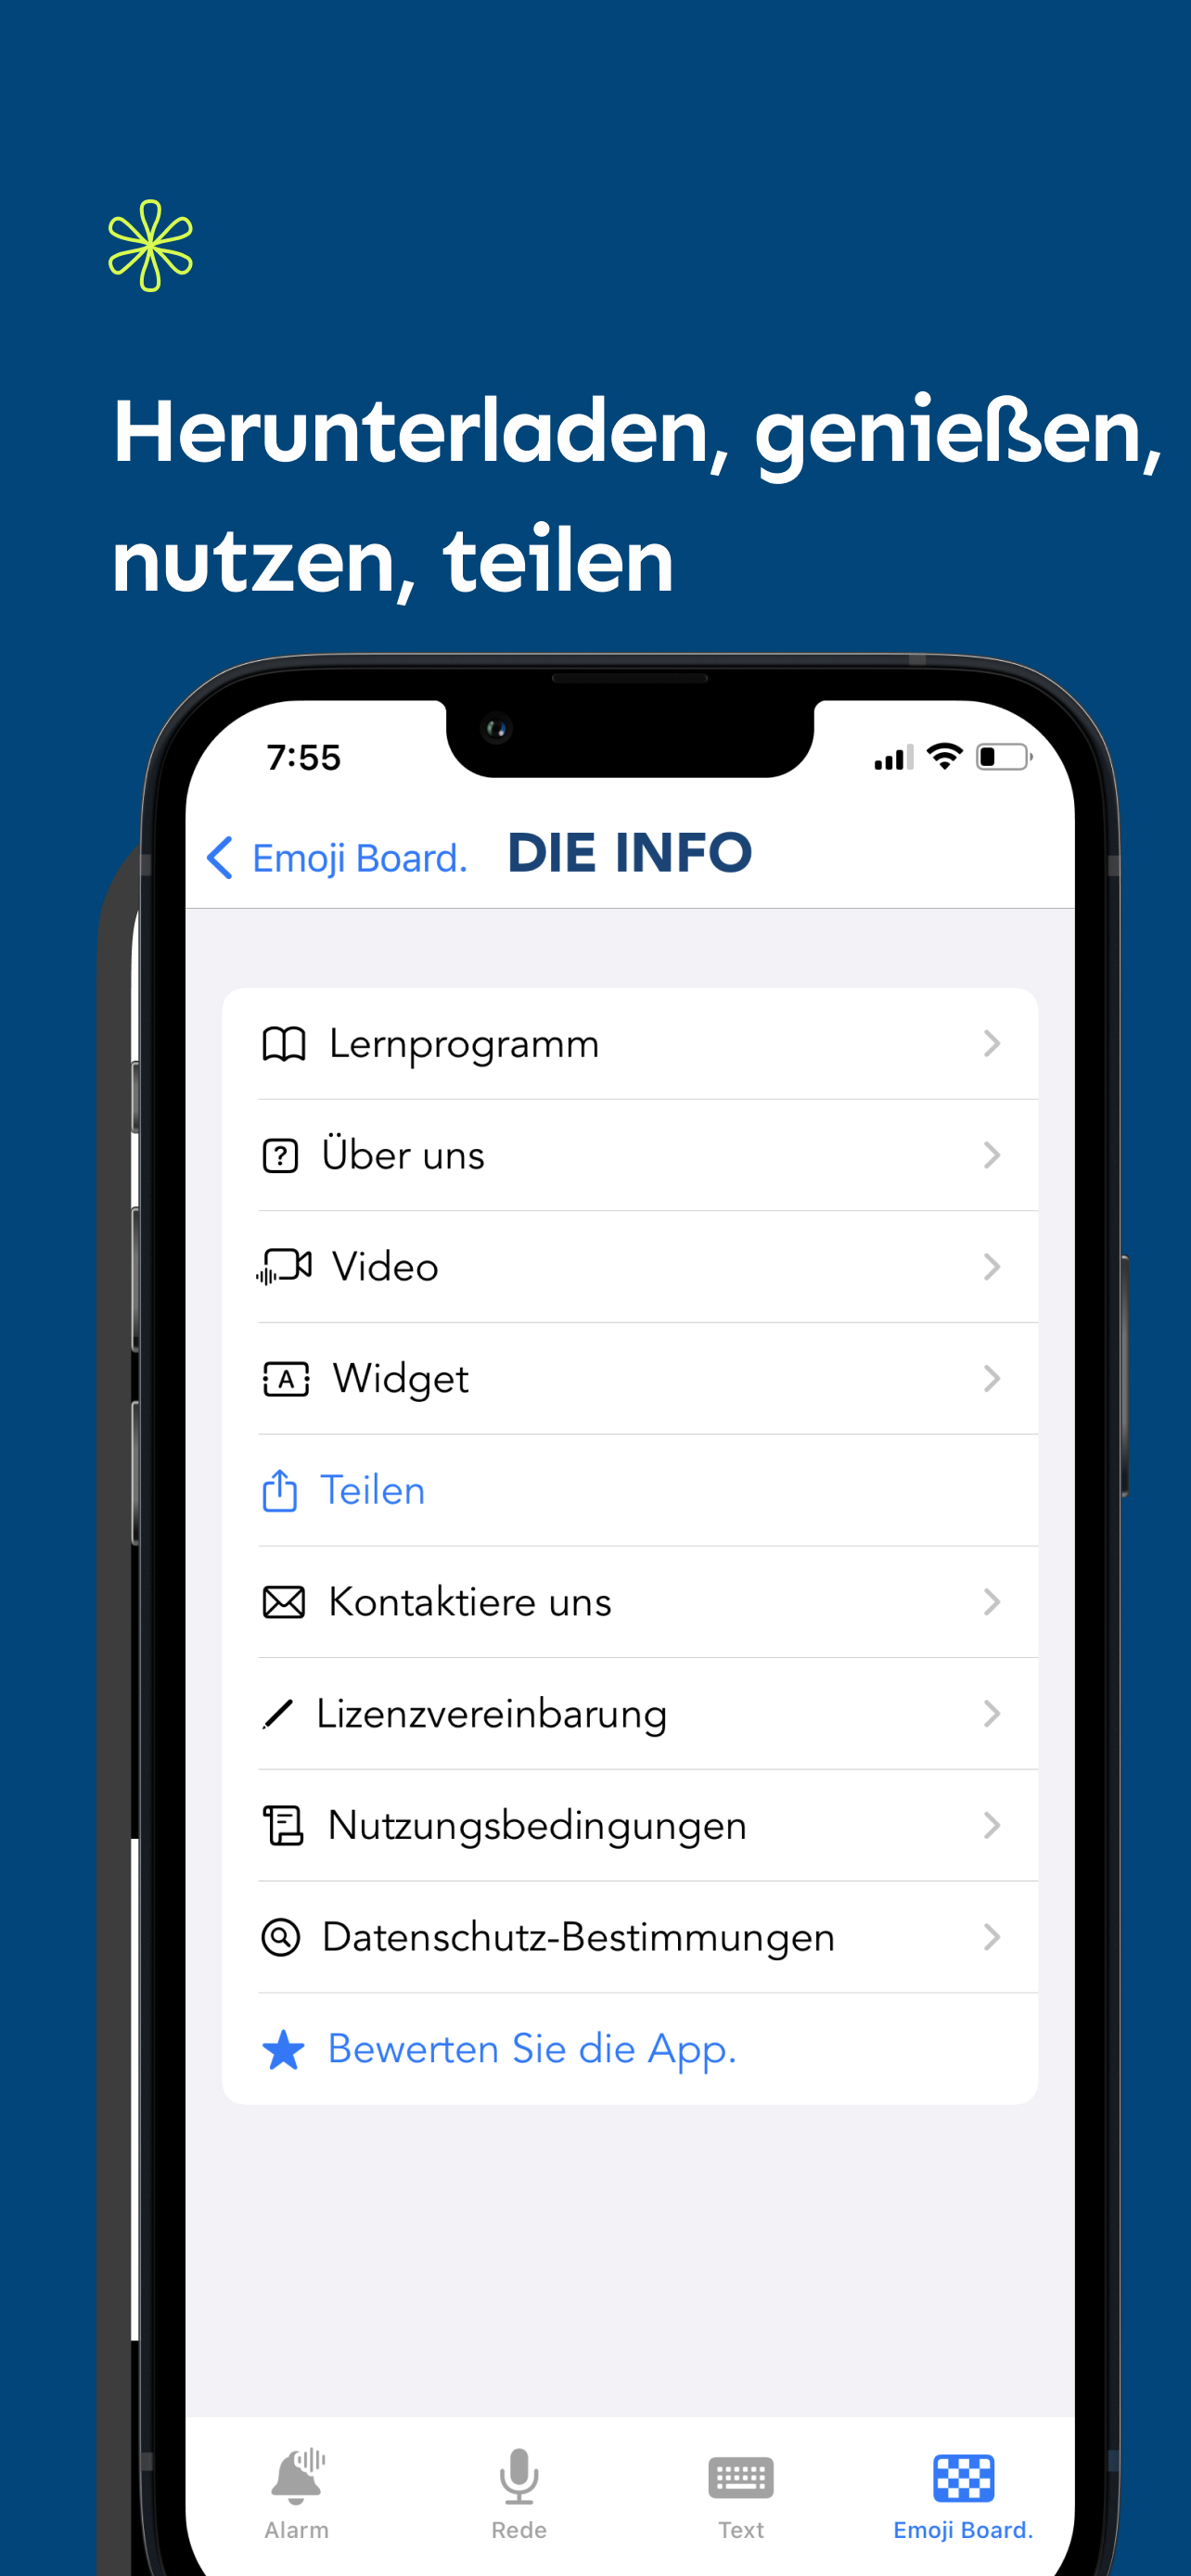 Herunterladen, genießen,
nutzen, teilen
7:55
Emoji Board. DIE INFO
Lernprogramm
Über uns
Video
Widget
Teilen
Kontaktiere uns
Lizenzvereinbarung
Nutzungsbedingungen
Datenschutz-Bestimmungen
Bewerten Sie die App.
Alarm Rede Text Emoji Board.